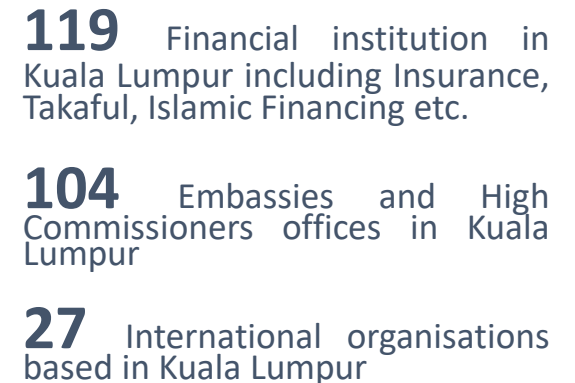 119 Financial institution in
Kuala Lumpur including Insurance,
Takaful, Islamic Financing etc.
104 Embassies and High
Commissioners offices in Kuala
Lumpur
27 International organisations
based in Kuala Lumpur